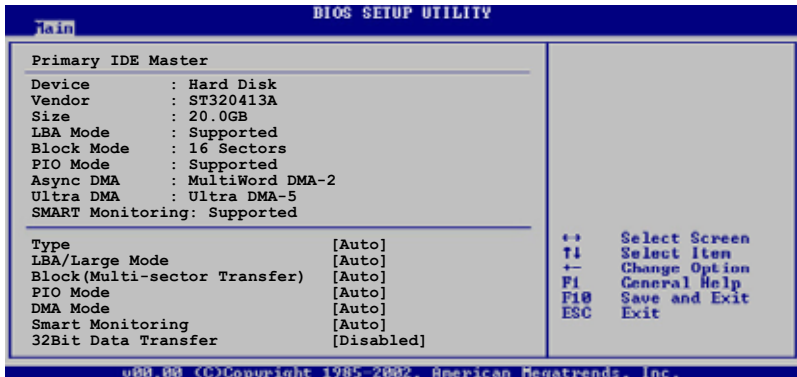 BIOS SETUP UTILITY
Main
Primary IDE Master
Device : Hard Disk
Vendor : ST320413A
Size : 20.0GB
LBA Mode : Supported
Block Mode : 16 Sectors
PIO Mode : Supported
Async DMA : MultiWord DMA-2
Ultra DMA : Ultra DMA-5
SMART Monitoring: Supported
Type [Auto]
LBA/Large Mode [Auto]
Block(Multi-sector Transfer) [Auto]
PIO Mode [Auto]
DMA Mode [Auto]
Smart Monitoring [Auto]
32Bit Data Transfer [Disabled]
↔ Select Screen
↑↓ Select Item
+- Change Option
F1 General Help
F10 Save and Exit
ESC Exit
v00.00 (C)Copyright 1985-2002, American Megatrends, Inc.